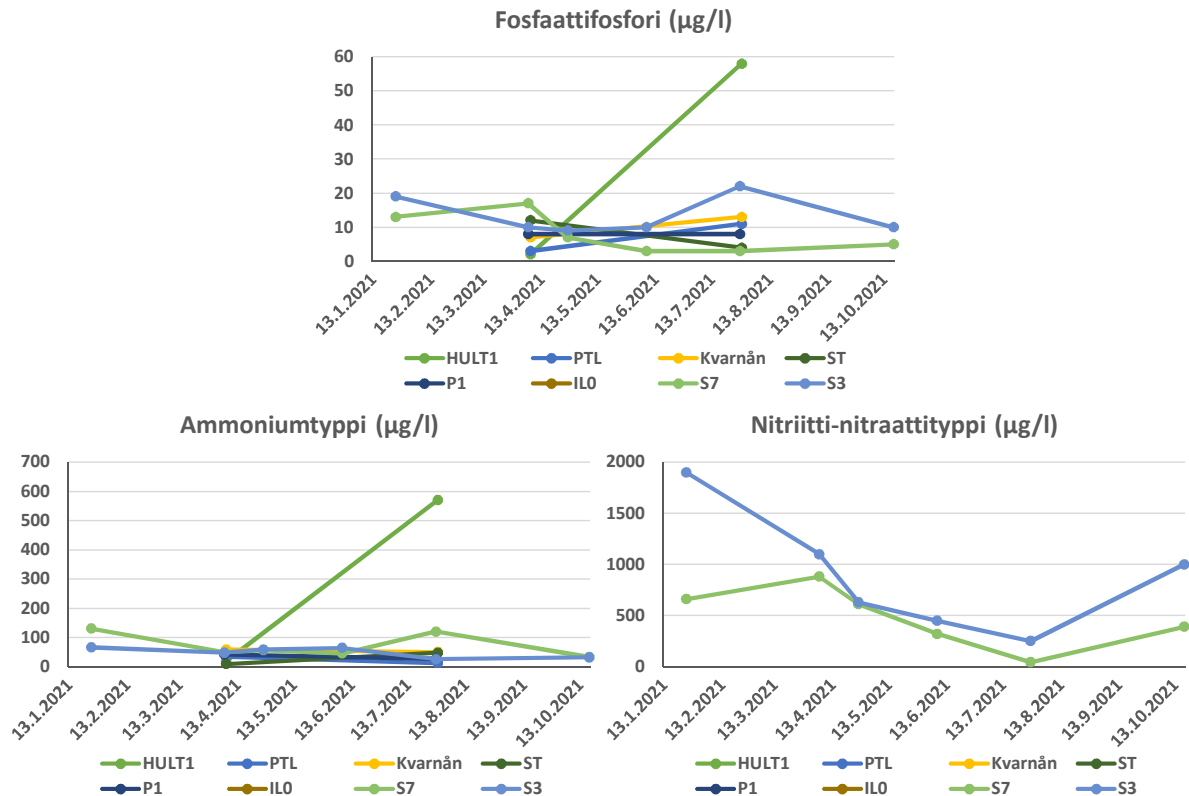 Fosfaattifosfori (µg/l)
60
50
40
30
20
10
0
13.1.2021 13.2.2021 13.3.2021 13.4.2021 13.5.2021 13.6.2021 13.7.2021 13.8.2021 13.9.2021 13.10.2021
HULT1 PTL Kvarnån ST
P1 IL0 S7 S3
Ammoniumtyppi (µg/l)
700
600
500
400
300
200
100
0
13.1.2021 13.2.2021 13.3.2021 13.4.2021 13.5.2021 13.6.2021 13.7.2021 13.8.2021 13.9.2021 13.10.2021
HULT1 PTL Kvarnån ST
P1 IL0 S7 S3
Nitriitti-nitraattityppi (µg/l)
2000
1500
1000
500
0
13.1.2021 13.2.2021 13.3.2021 13.4.2021 13.5.2021 13.6.2021 13.7.2021 13.8.2021 13.9.2021 13.10.2021
HULT1 PTL Kvarnån ST
P1 IL0 S7 S3